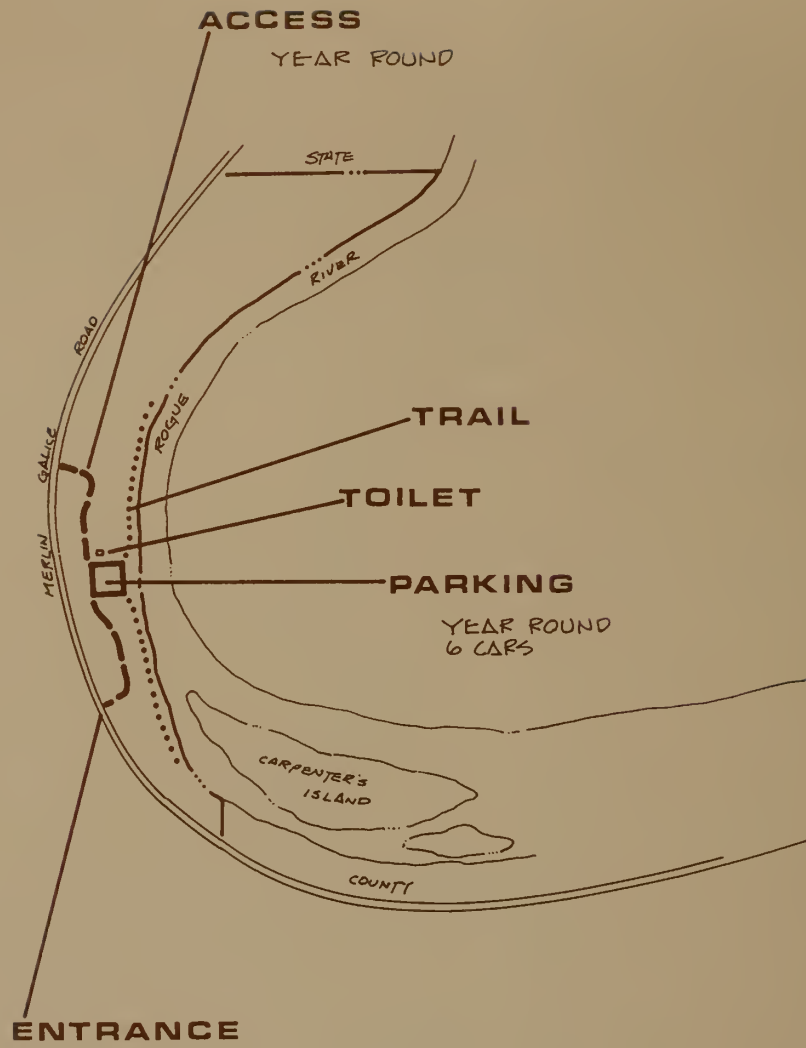 ACCESS
YEAR ROUND
STATE
RIVER
ROAD
ROGUE
TRAIL
GALICE
TOILET
MERLIN
PARKING
YEAR ROUND
6 CARS
CARPENTER'S
ISLAND
COUNTY
ENTRANCE